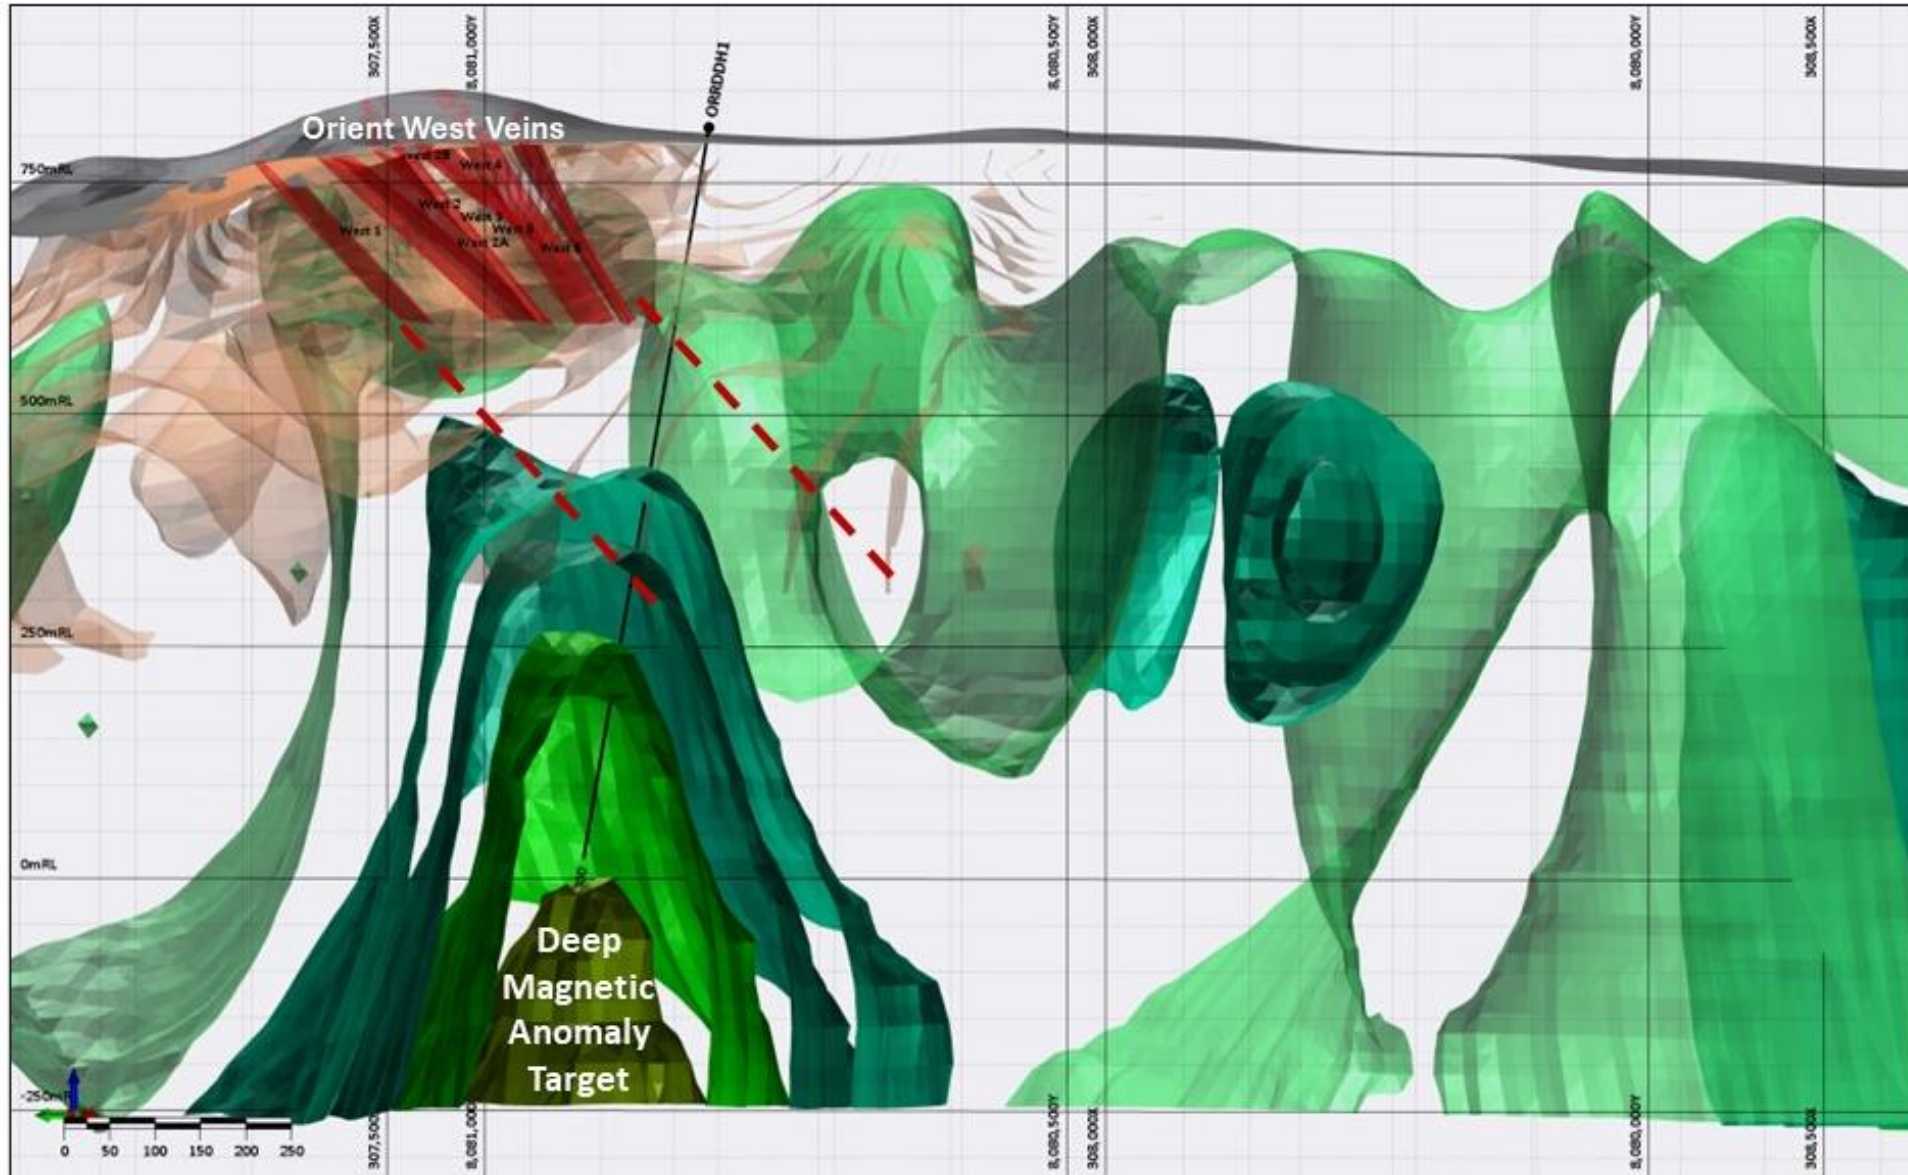 307,500X
8,081,000Y
ORRDDH1
8,080,500Y
308,000X
8,080,000Y
308,500X
Orient West Veins
West 2B
West 4
750mRL
West 2
West 3
West 1
West 2A
500mRL
250mRL
0mRL
Deep
Magnetic
Anomaly
Target
-250mRL
0 50 100 150 200 250
307,500X
8,081,000Y
8,080,500Y
308,000X
8,080,000Y
308,500X